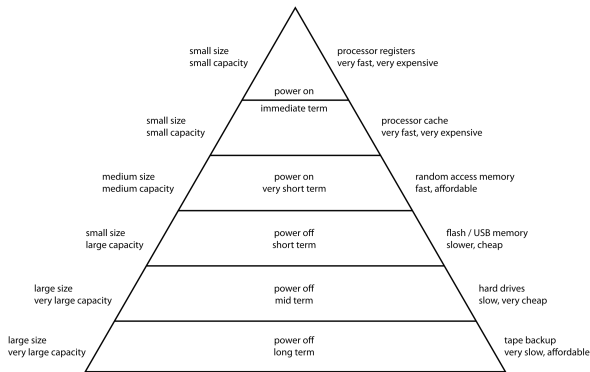 small size
small capacity
processor registers
very fast, very expensive
power on
immediate term
small size
small capacity
processor cache
very fast, very expensive
medium size
medium capacity
power on
very short term
random access memory
fast, affordable
small size
large capacity
power off
short term
flash / USB memory
slower, cheap
large size
very large capacity
power off
mid term
hard drives
slow, very cheap
large size
very large capacity
power off
long term
tape backup
very slow, affordable